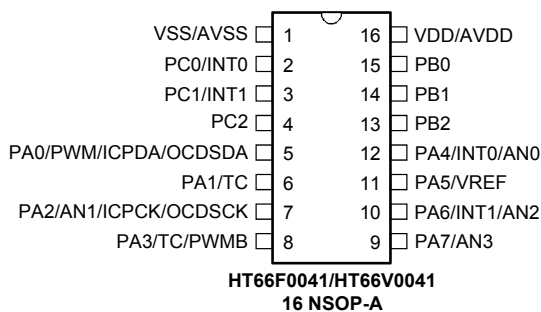 VSS/AVSS 1 16 VDD/AVDD
PC0/INT0 2 15 PB0
PC1/INT1 3 14 PB1
PC2 4 13 PB2
PA0/PWM/ICPDA/OCDSDA 5 12 PA4/INT0/AN0
PA1/TC 6 11 PA5/VREF
PA2/AN1/ICPCK/OCDSCK 7 10 PA6/INT1/AN2
PA3/TC/PWMB 8 9 PA7/AN3
HT66F0041/HT66V0041
16 NSOP-A